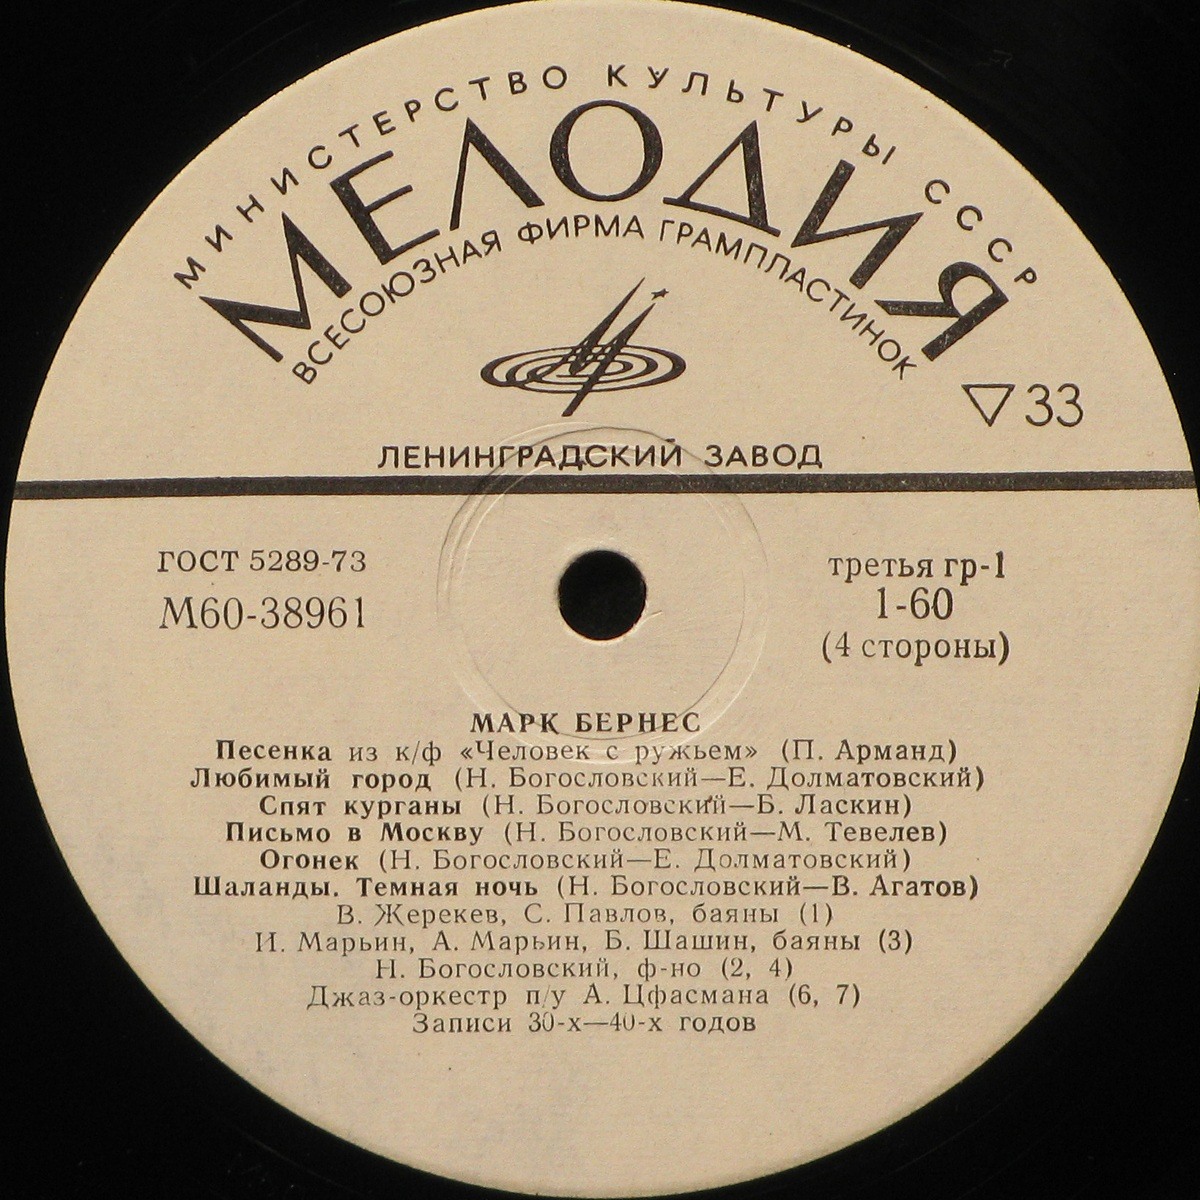 МИНИСТЕРСТВО КУЛЬТУРЫ СССР
МЕЛОДИЯ
ВСЕСОЮЗНАЯ ФИРМА ГРАМПЛАСТИНОК
33
ЛЕНИНГРАДСКИЙ ЗАВОД
ГОСТ 5289-73
М60-38961
третья гр-1
1-60
(4 стороны)
МАРК БЕРНЕС
Песенка из к/ф «Человек с ружьем» (П. Арманд)
Любимый город (Н. Богословский—Е. Долматовский)
Спят курганы (Н. Богословский—Б. Ласкин)
Письмо в Москву (Н. Богословский—М. Тевелев)
Огонек (Н. Богословский—Е. Долматовский)
Шаланды. Темная ночь (Н. Богословский—В. Агатов)
В. Жерекев, С. Павлов, баяны (1)
И. Марьин, А. Марьин, Б. Шашин, баяны (3)
Н. Богословский, ф-но (2, 4)
Джаз-оркестр п/у А. Цфасмана (6, 7)
Записи 30-х—40-х годов